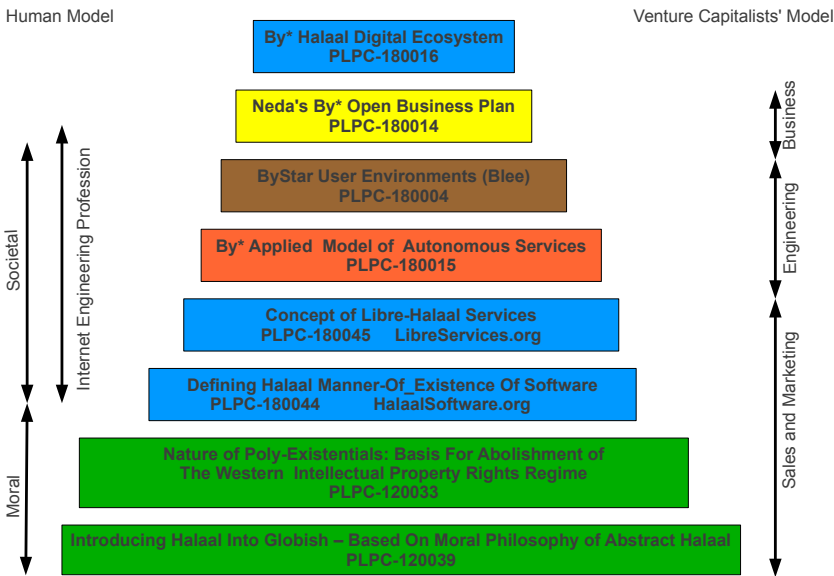 Human Model
Venture Capitalists' Model
By* Halaal Digital Ecosystem
PLPC-180016
Neda's By* Open Business Plan
PLPC-180014
ByStar User Environments (Blee)
PLPC-180004
By* Applied Model of Autonomous Services
PLPC-180015
Concept of Libre-Halaal Services
PLPC-180045 LibreServices.org
Defining Halaal Manner-Of_Existence Of Software
PLPC-180044 HalaalSoftware.org
Nature of Poly-Existentials: Basis For Abolishment of
The Western Intellectual Property Rights Regime
PLPC-120033
Introducing Halaal Into Globish – Based On Moral Philosophy of Abstract Halaal
PLPC-120039
Societal
Moral
Internet Engineering Profession
Business
Engineering
Sales and Marketing